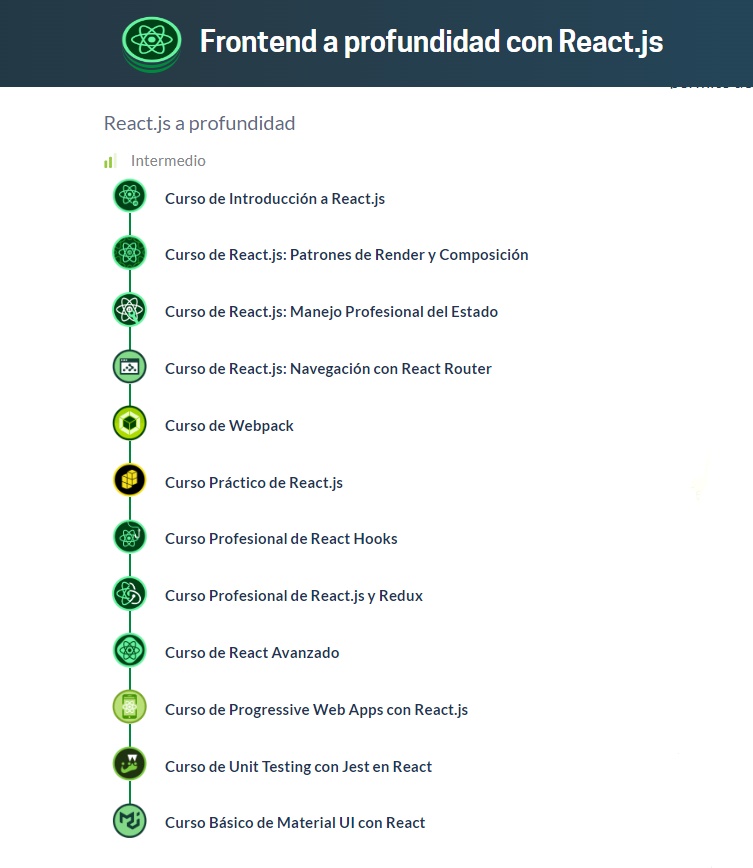 Frontend a profundidad con React.js
React.js a profundidad
Intermedio
Curso de Introducción a React.js
Curso de React.js: Patrones de Render y Composición
Curso de React.js: Manejo Profesional del Estado
Curso de React.js: Navegación con React Router
Curso de Webpack
Curso Práctico de React.js
Curso Profesional de React Hooks
Curso Profesional de React.js y Redux
Curso de React Avanzado
Curso de Progressive Web Apps con React.js
Curso de Unit Testing con Jest en React
Curso Básico de Material UI con React